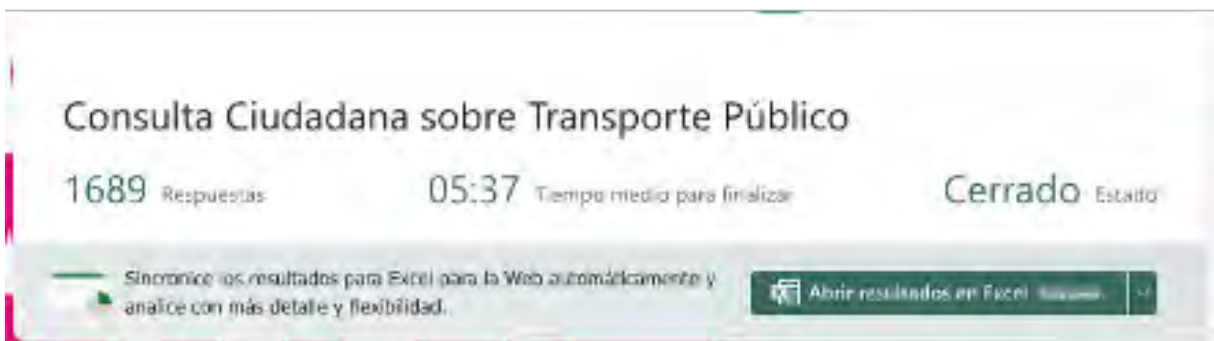 Consulta Ciudadana sobre Transporte Público
1689 Respuestas 05:37 Tiempo medio para finalizar Cerrado Estado
Sincronice los resultados para Excel para la Web automáticamente y
analice con más detalle y flexibilidad.
Abrir resultados en Excel